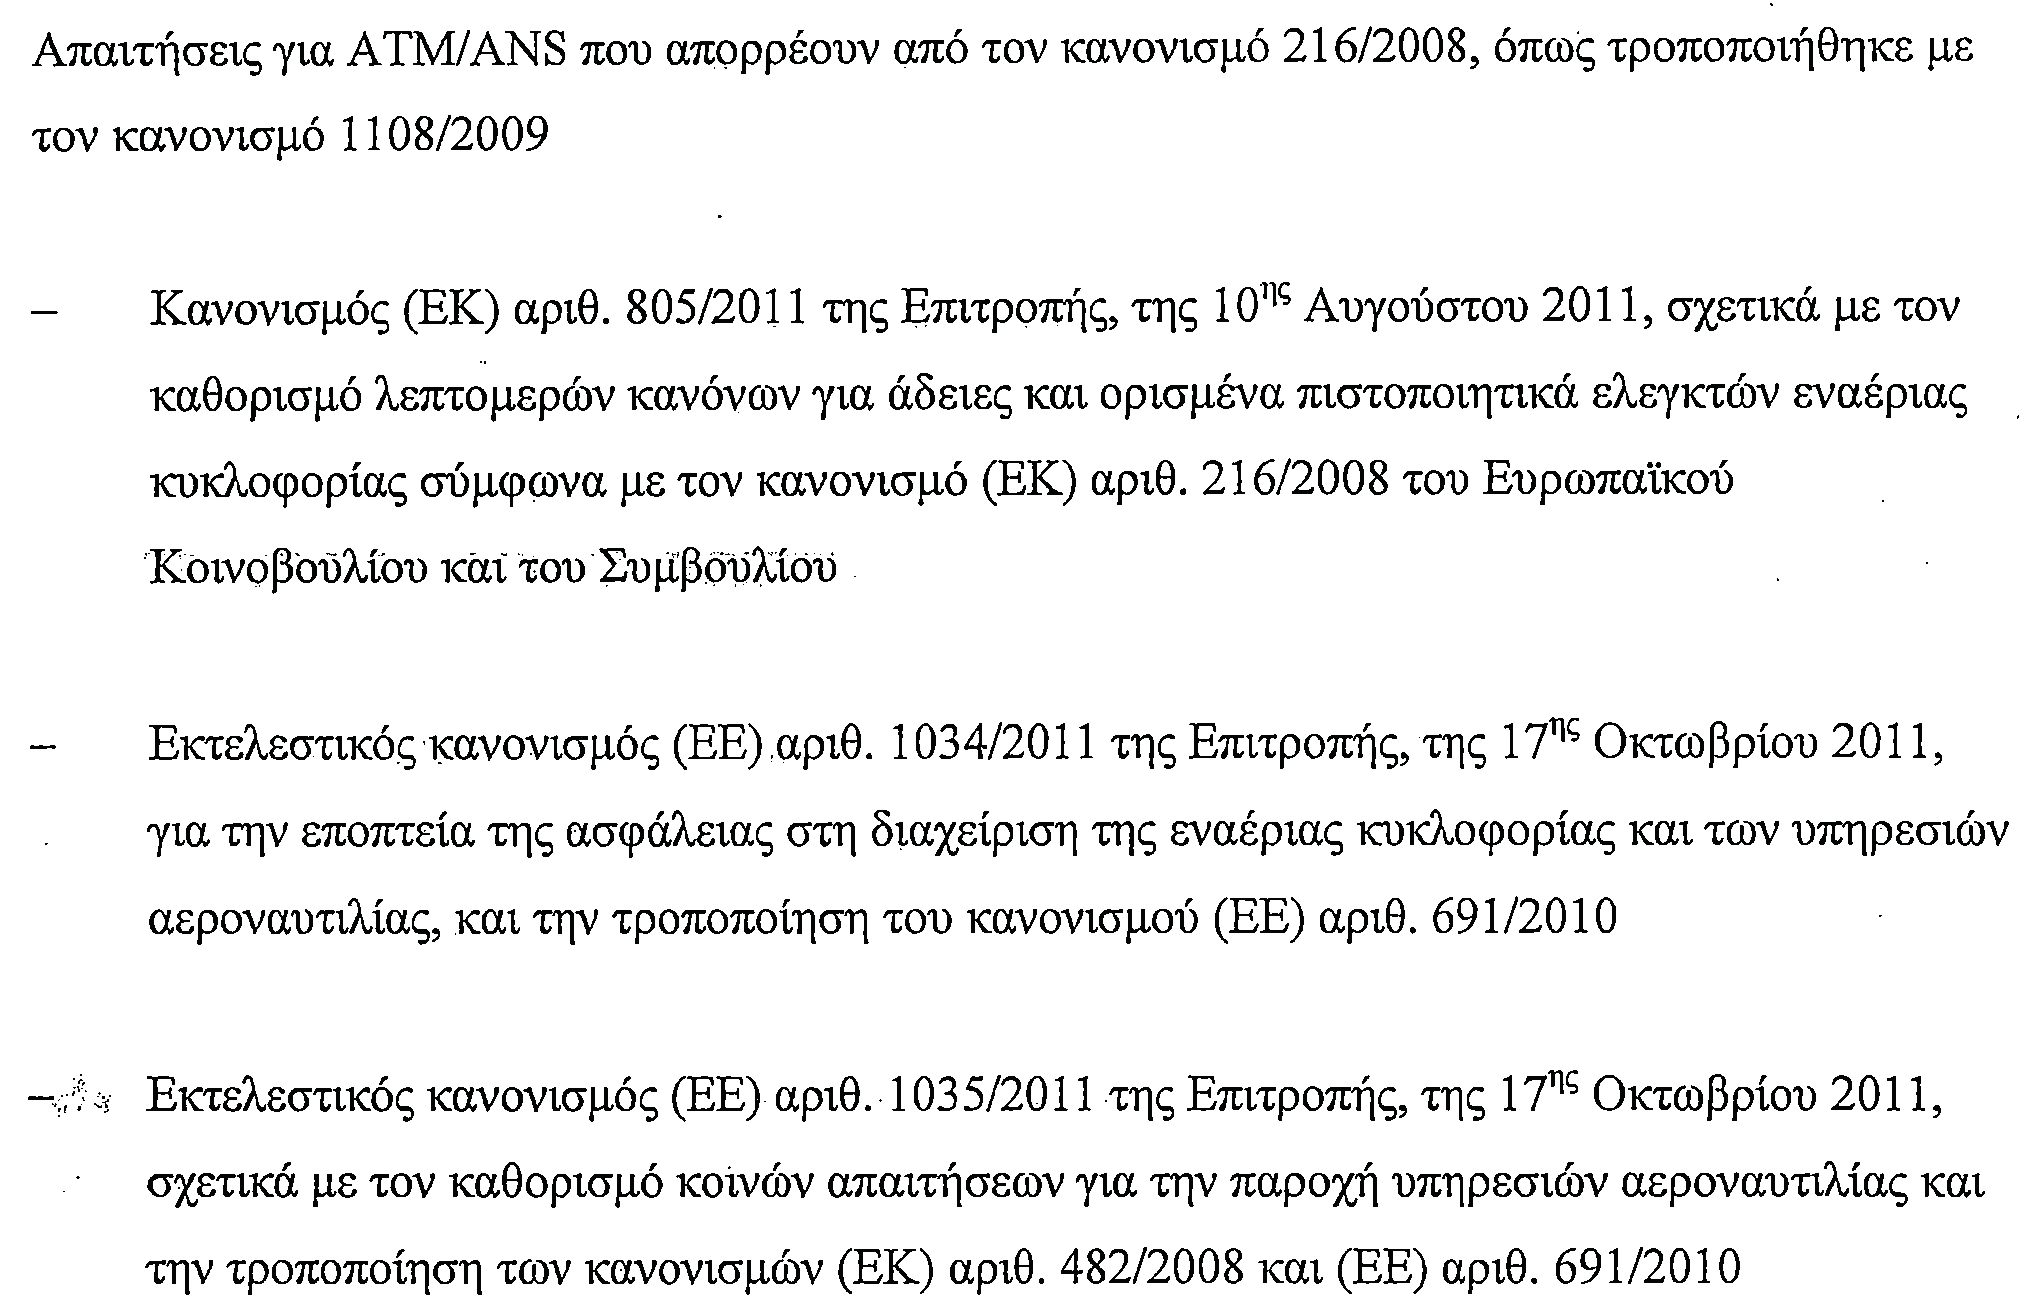 Απαιτήσεις για ATM/ANS που απορρέουν από τον κανονισμό 216/2008, όπως τροποποιήθηκε με
τον κανονισμό 1108/2009
– Κανονισμός (ΕΚ) αριθ. 805/2011 της Επιτροπής, της 10ης Αυγούστου 2011, σχετικά με τον
καθορισμό λεπτομερών κανόνων για άδειες και ορισμένα πιστοποιητικά ελεγκτών εναέριας
κυκλοφορίας σύμφωνα με τον κανονισμό (ΕΚ) αριθ. 216/2008 του Ευρωπαϊκού
Κοινοβουλίου και του Συμβουλίου
– Εκτελεστικός κανονισμός (ΕΕ) αριθ. 1034/2011 της Επιτροπής, της 17ης Οκτωβρίου 2011,
για την εποπτεία της ασφάλειας στη διαχείριση της εναέριας κυκλοφορίας και των υπηρεσιών
αεροναυτιλίας, και την τροποποίηση του κανονισμού (ΕΕ) αριθ. 691/2010
– Εκτελεστικός κανονισμός (ΕΕ) αριθ. 1035/2011 της Επιτροπής, της 17ης Οκτωβρίου 2011,
σχετικά με τον καθορισμό κοινών απαιτήσεων για την παροχή υπηρεσιών αεροναυτιλίας και
την τροποποίηση των κανονισμών (ΕΚ) αριθ. 482/2008 και (ΕΕ) αριθ. 691/2010